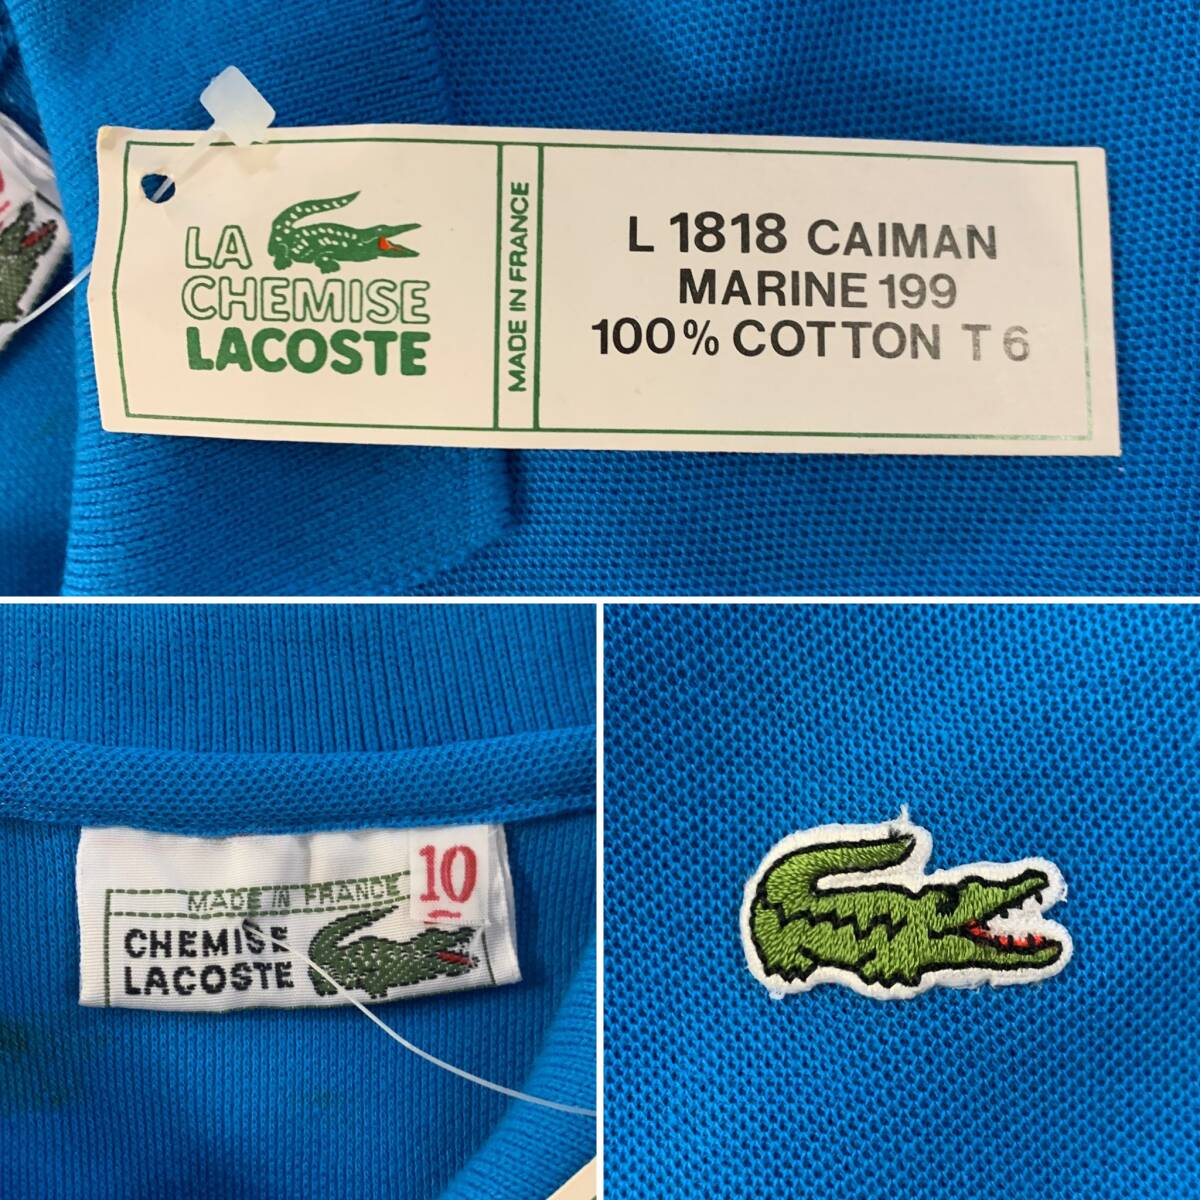 LA
CHEMISE
LACOSTE
MADE IN FRANCE
L 1818 CAIMAN
MARINE 199
100% COTTON T 6
MADE IN FRANCE
10
CHEMISE
LACOSTE